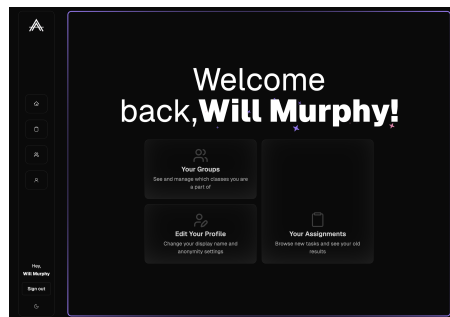 Welcome
back,Will Murphy!
Your Groups
See and manage which classes you are
a part of
Edit Your Profile
Change your display name and
anonymity settings
Your Assignments
Browse new tasks and see your old
results
Hey,
Will Murphy
Sign out